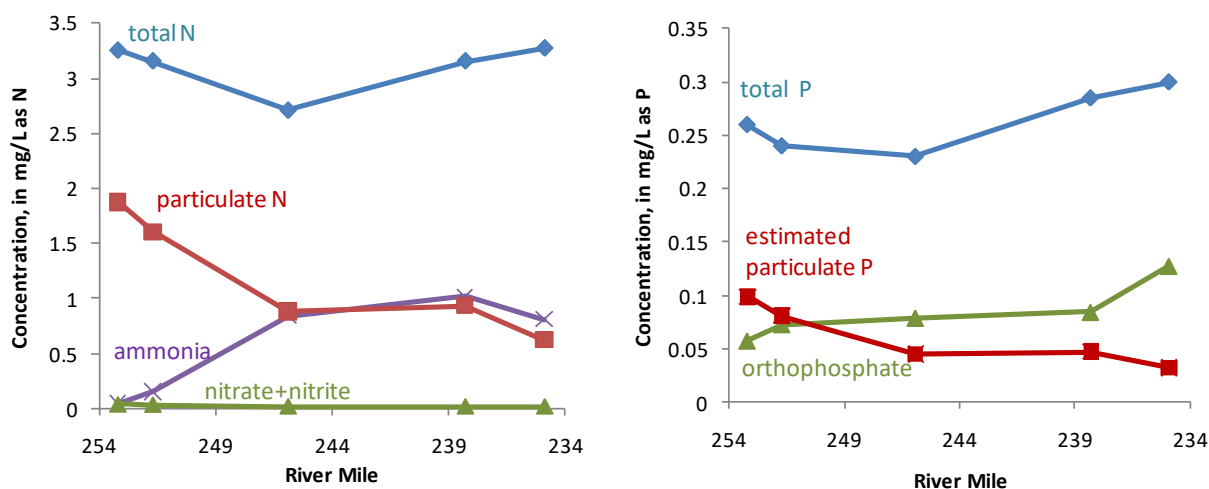 Concentration, in mg/L as N
3.5
3
2.5
2
1.5
1
0.5
0
total N
particulate N
ammonia
nitrate+nitrite
254
249
244
239
234
River Mile
Concentration, in mg/L as P
0.3
0.25
0.2
0.15
0.1
0.05
0
total P
estimated
particulate P
orthophosphate
254
249
244
239
234
River Mile